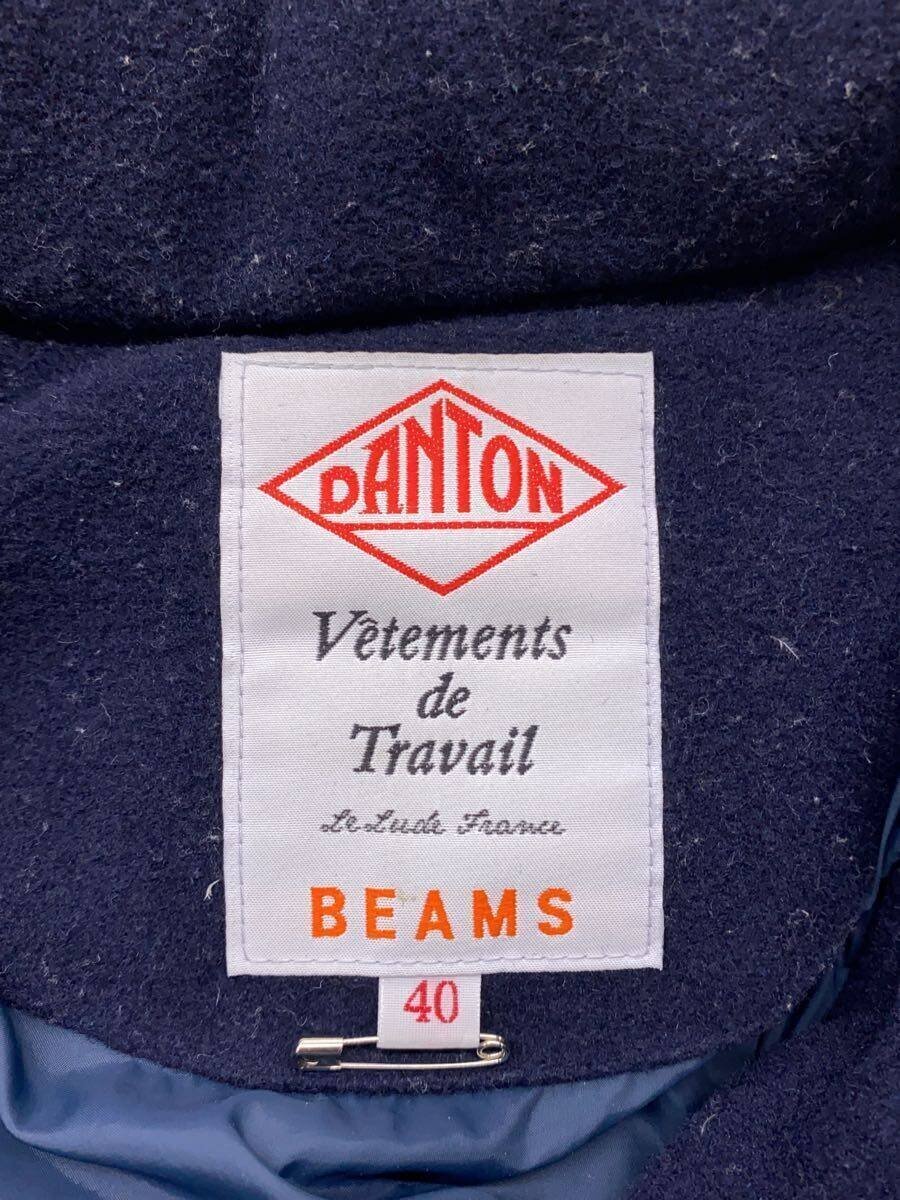 DANTON
Vêtements
de
Travail
Le Lude France
BEAMS
40